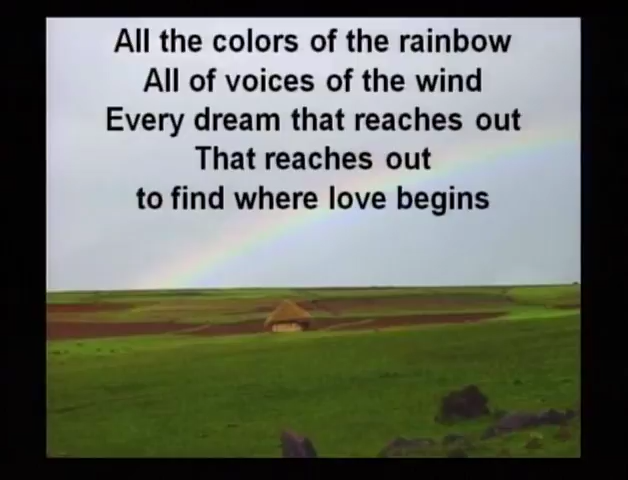 All the colors of the rainbow
All of voices of the wind
Every dream that reaches out
That reaches out
to find where love begins